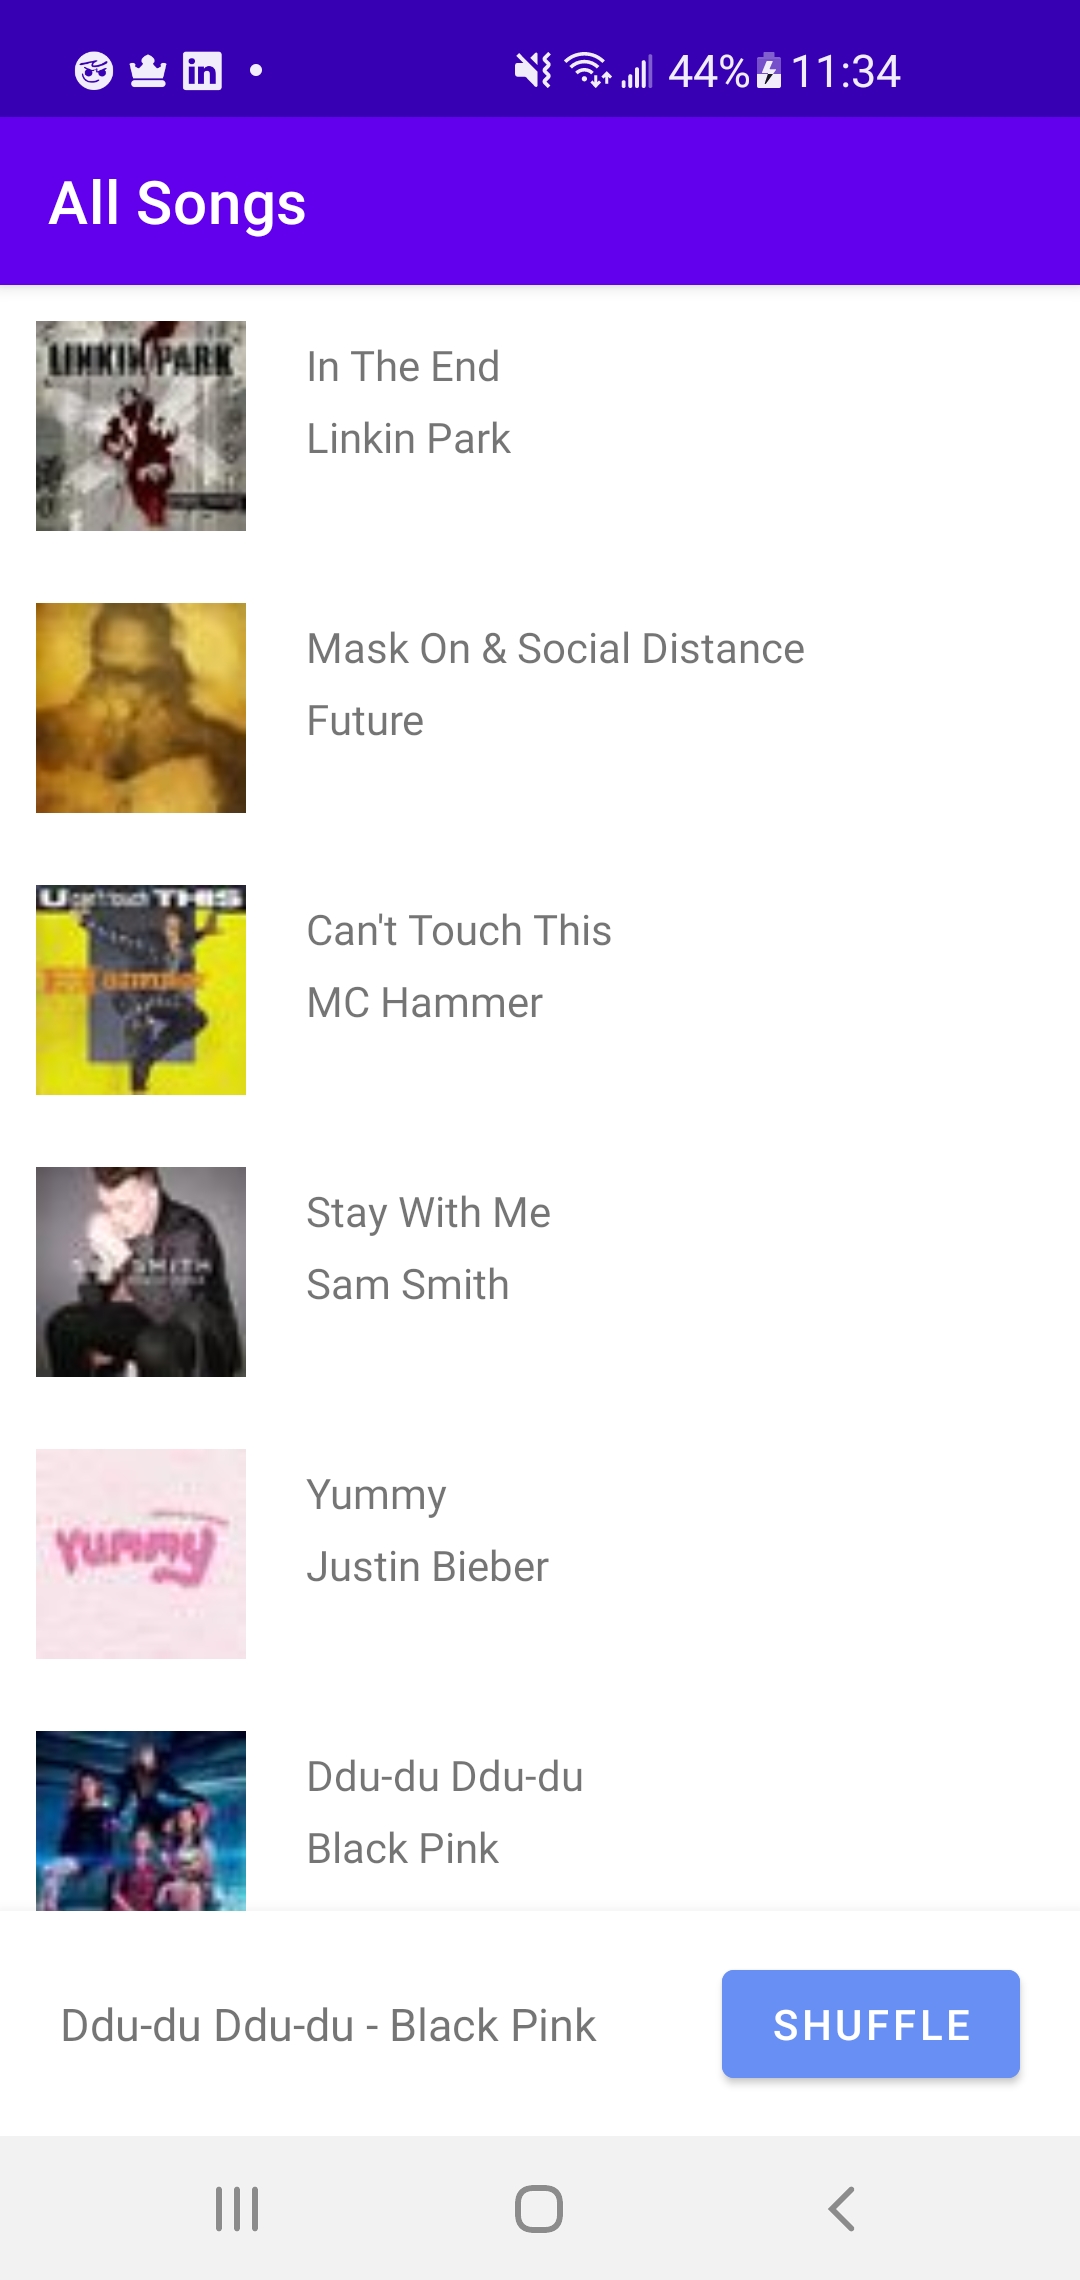 in
44% 11:34
All Songs
LINKIN PARK
In The End
Linkin Park
Mask On & Social Distance
Future
U can't touch THIS
Can't Touch This
MC Hammer
SMITH
Stay With Me
Sam Smith
Yummy
Yummy
Justin Bieber
Ddu-du Ddu-du
Black Pink
Ddu-du Ddu-du - Black Pink
SHUFFLE